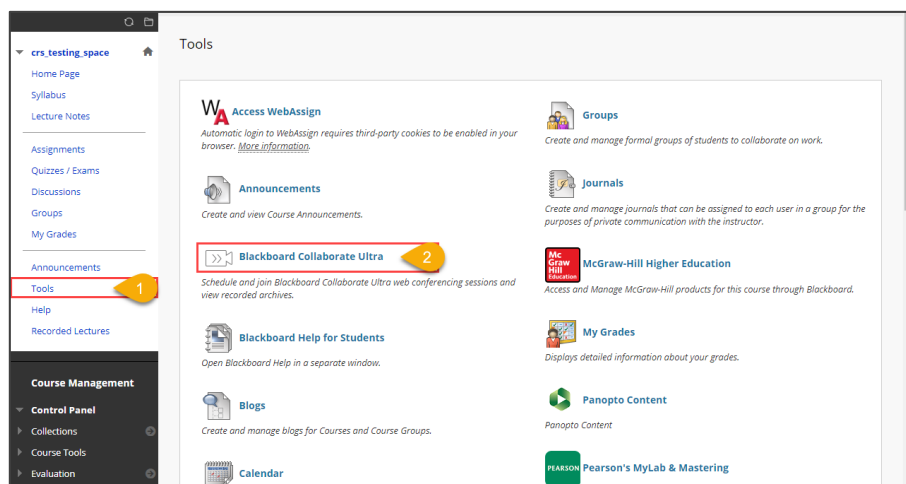 crs_testing_space
Home Page
Syllabus
Lecture Notes
Assignments
Quizzes / Exams
Discussions
Groups
My Grades
Announcements
Tools
1
Help
Recorded Lectures
Course Management
Control Panel
Collections
Course Tools
Evaluation
Tools
WA
Access WebAssign
Automatic login to WebAssign requires third-party cookies to be enabled in your
browser. More information.
Announcements
Create and view Course Announcements.
Blackboard Collaborate Ultra
2
Schedule and join Blackboard Collaborate Ultra web conferencing sessions and
view recorded archives.
Blackboard Help for Students
Open Blackboard Help in a separate window.
Blogs
Create and manage blogs for Courses and Course Groups.
Calendar
Groups
Create and manage formal groups of students to collaborate on work.
Journals
Create and manage journals that can be assigned to each user in a group for the
purposes of private communication with the instructor.
Mc
Graw
Hill
Education
McGraw-Hill Higher Education
Access and Manage McGraw-Hill products for this course through Blackboard.
My Grades
Displays detailed information about your grades.
Panopto Content
Panopto Content
PEARSON
Pearson's MyLab & Mastering